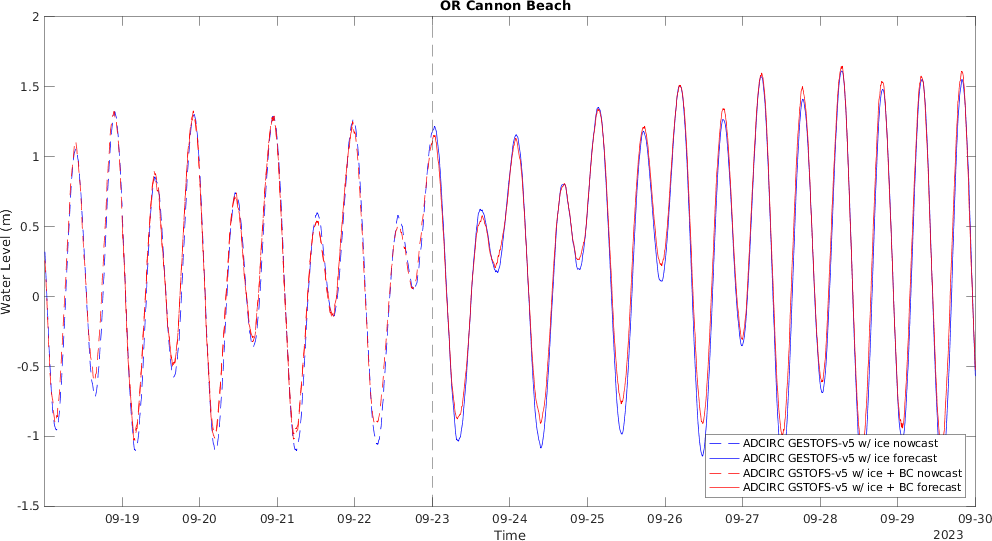 OR Cannon Beach
2
1.5
1
0.5
0
-0.5
-1
-1.5
Water Level (m)
ADCIRC GESTOFS-v5 w/ ice nowcast
ADCIRC GESTOFS-v5 w/ ice forecast
ADCIRC GSTOFS-v5 w/ ice + BC nowcast
ADCIRC GSTOFS-v5 w/ ice + BC forecast
09-19 09-20 09-21 09-22 09-23 09-24 09-25 09-26 09-27 09-28 09-29 09-30
Time
2023